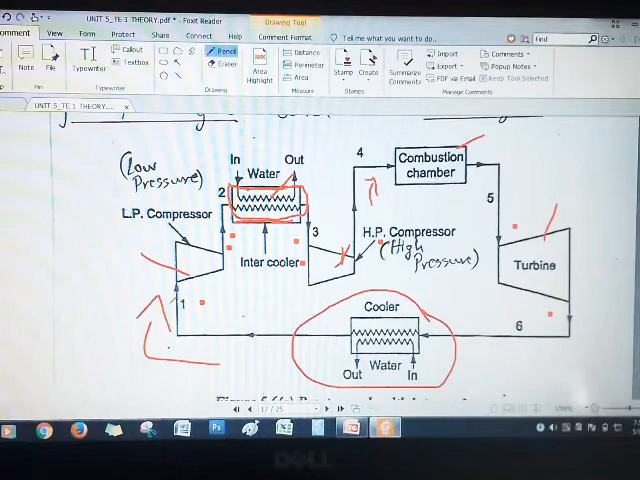 UNIT 5_TE 1 THEORY.pdf * - Foxit Reader
Drawing Tool
Comment View Form Protect Share Connect Help Extras Comment Format Tell me what you want to do... Find
Note File Typewriter Callout Textbox Pencil Eraser Area Highlight Distance Perimeter Area Stamp Create Summarize Comments Import Export FDF via Email Comments Popup Notes Keep Tool Selected
Pin Typewriter Drawing Measure Stamps Manage Comments
UNIT 5_TE 1 THEORY....
In Out
Water
4
Combustion
chamber
(Low
Pressure)
2
L.P. Compressor
3
5
H.P. Compressor
(High
Pressure)
Inter cooler
Turbine
1
Cooler
6
Water
Out In
17 / 25
150%
DELL